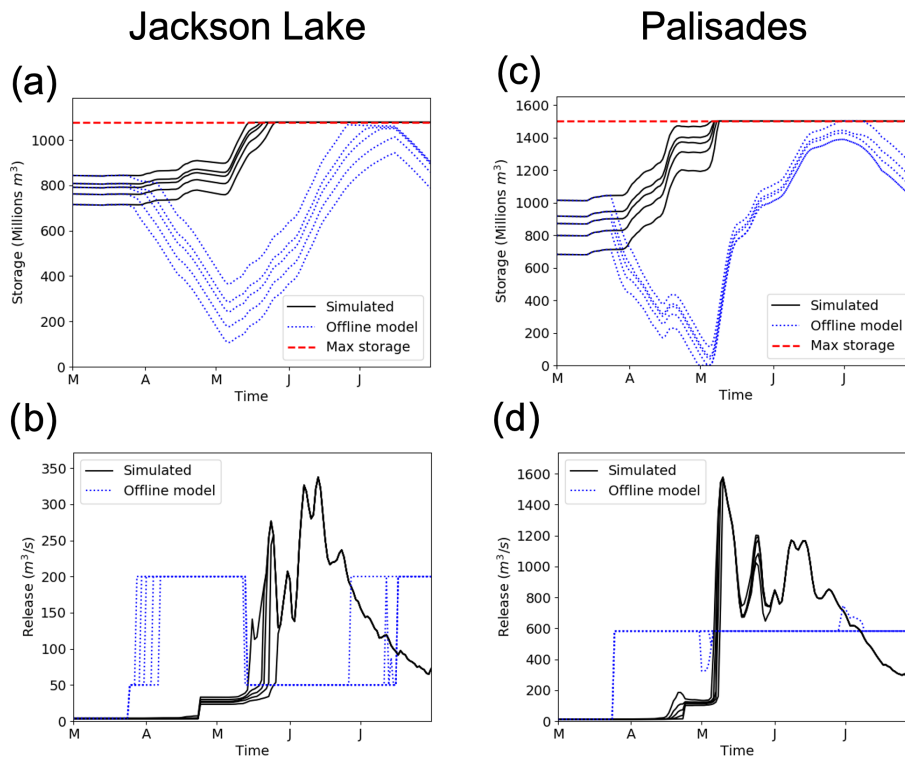 Jackson Lake
Palisades
(a)
(c)
1000
800
600
400
200
0
M A M J J
Time
Storage (Millions m³)
Simulated
Offline model
Max storage
1600
1400
1200
1000
800
600
400
200
0
M A M J J
Time
Storage (Millions m³)
Simulated
Offline model
Max storage
(b)
(d)
350
300
250
200
150
100
50
0
M A M J J
Time
Release (m³/s)
Simulated
Offline model
1600
1400
1200
1000
800
600
400
200
0
M A M J J
Time
Release (m³/s)
Simulated
Offline model